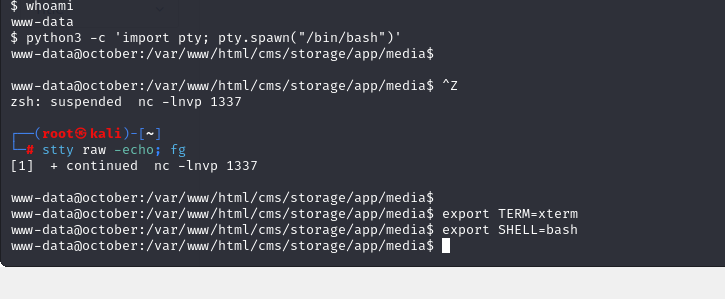 $ whoami
www-data
$ python3 -c 'import pty; pty.spawn("/bin/bash")'
www-data@october:/var/www/html/cms/storage/app/media$
www-data@october:/var/www/html/cms/storage/app/media$ ^Z
zsh: suspended  nc -lnvp 1337
┌──(root㉿kali)-[~]
└─# stty raw -echo; fg
[1]  + continued  nc -lnvp 1337
www-data@october:/var/www/html/cms/storage/app/media$
www-data@october:/var/www/html/cms/storage/app/media$ export TERM=xterm
www-data@october:/var/www/html/cms/storage/app/media$ export SHELL=bash
www-data@october:/var/www/html/cms/storage/app/media$